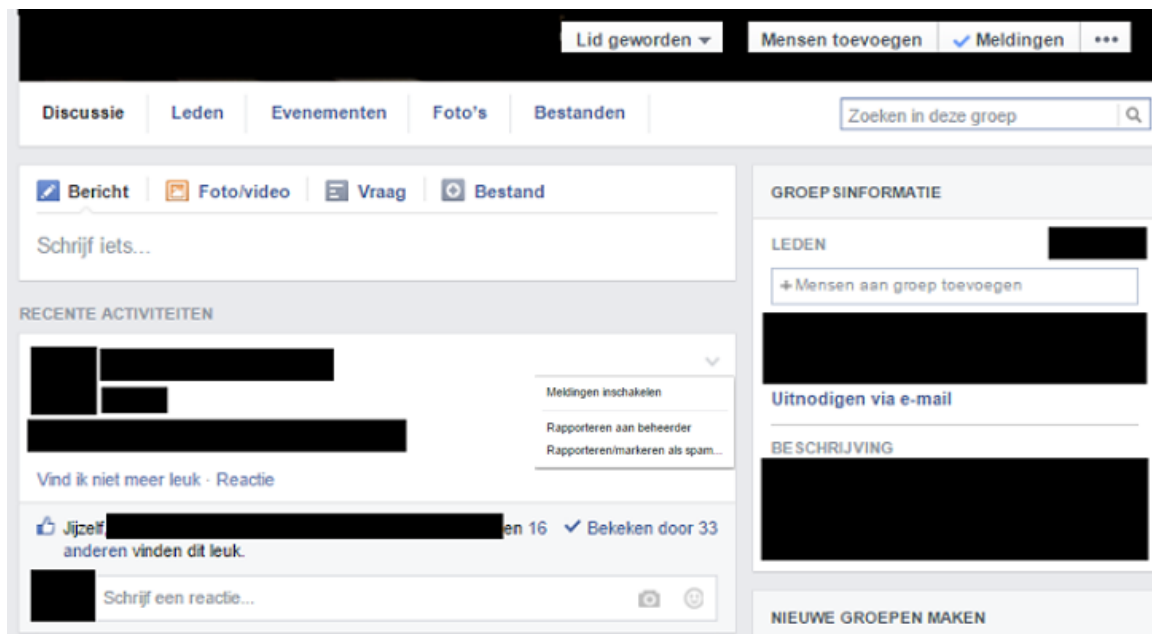 Lid geworden Mensen toevoegen Meldingen
Discussie Leden Evenementen Foto's Bestanden Zoeken in deze groep
Bericht Foto/video Vraag Bestand
Schrijf iets...
RECENTE ACTIVITEITEN
Meldingen inschakelen
Rapporteren aan beheerder
Rapporteren/markeren als spam...
Vind ik niet meer leuk · Reactie
Jijzelf, en 16 Bekeken door 33
anderen vinden dit leuk.
Schrijf een reactie...
GROEPSINFORMATIE
LEDEN
+Mensen aan groep toevoegen
Uitnodigen via e-mail
BESCHRIJVING
NIEUWE GROEPEN MAKEN